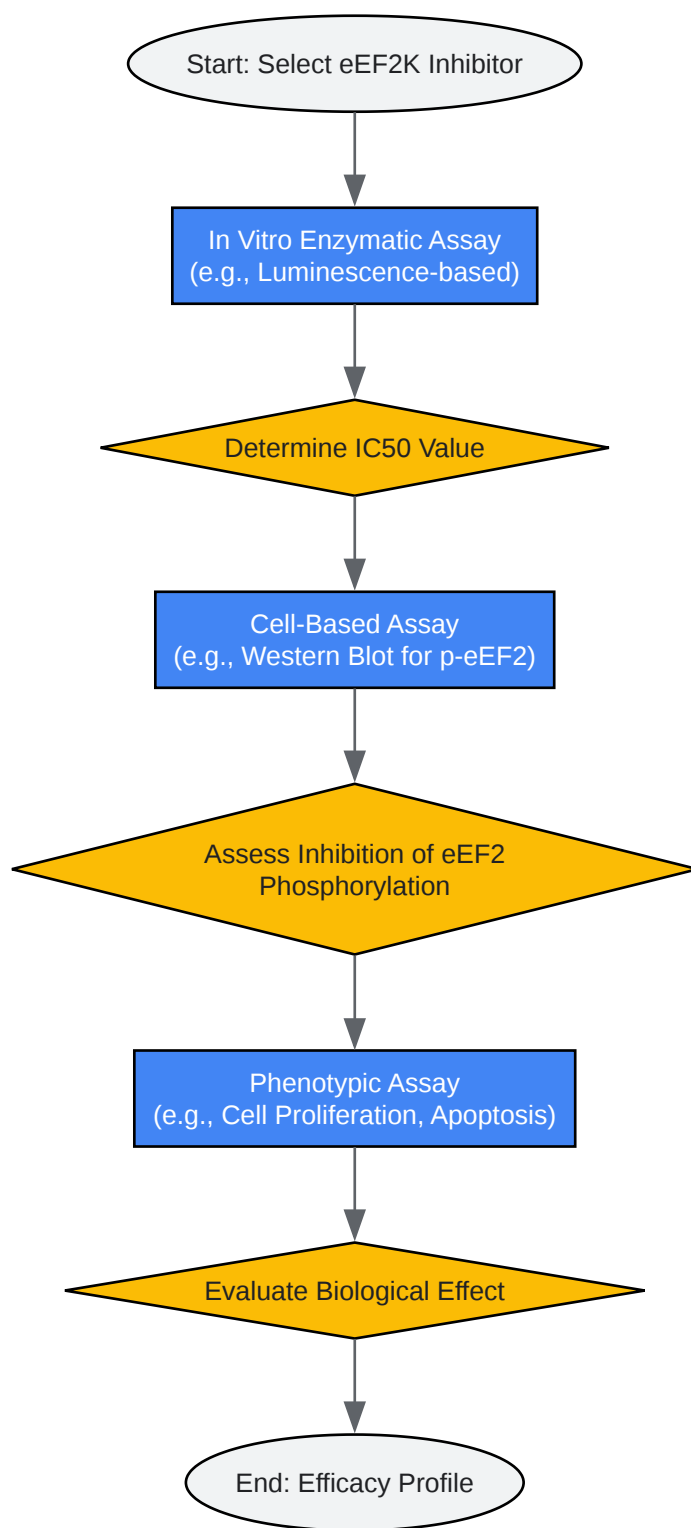 Start: Select eEF2K Inhibitor
In Vitro Enzymatic Assay
(e.g., Luminescence-based)
Determine IC50 Value
Cell-Based Assay
(e.g., Western Blot for p-eEF2)
Assess Inhibition of eEF2
Phosphorylation
Phenotypic Assay
(e.g., Cell Proliferation, Apoptosis)
Evaluate Biological Effect
End: Efficacy Profile